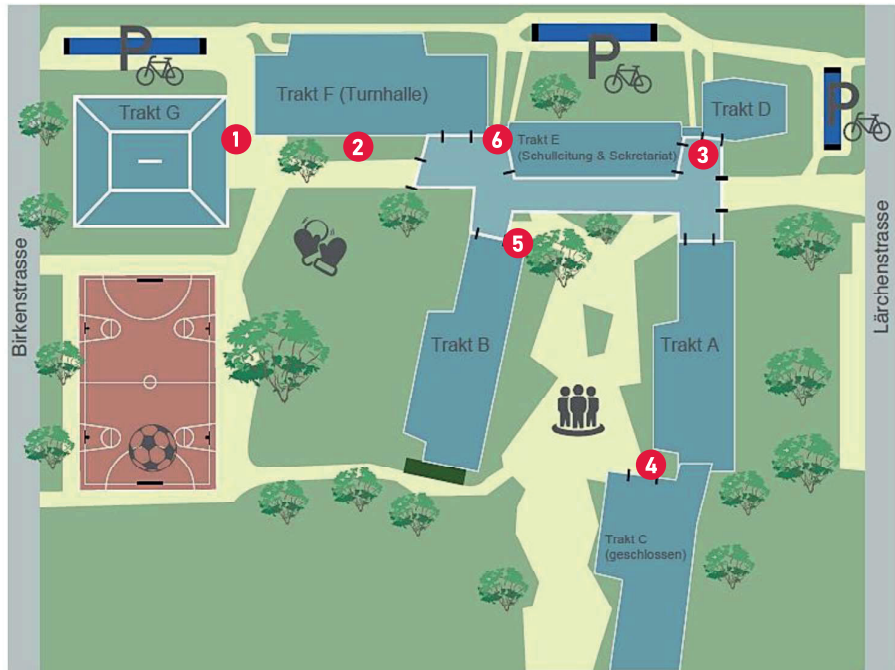 P
P
P
Trakt G
Trakt F (Turnhalle)
Trakt D
1
2
6
Trakt E
(Schulleitung & Sekretariat)
3
5
Birkenstrasse
Lärchenstrasse
Trakt B
Trakt A
4
Trakt C
(geschlossen)